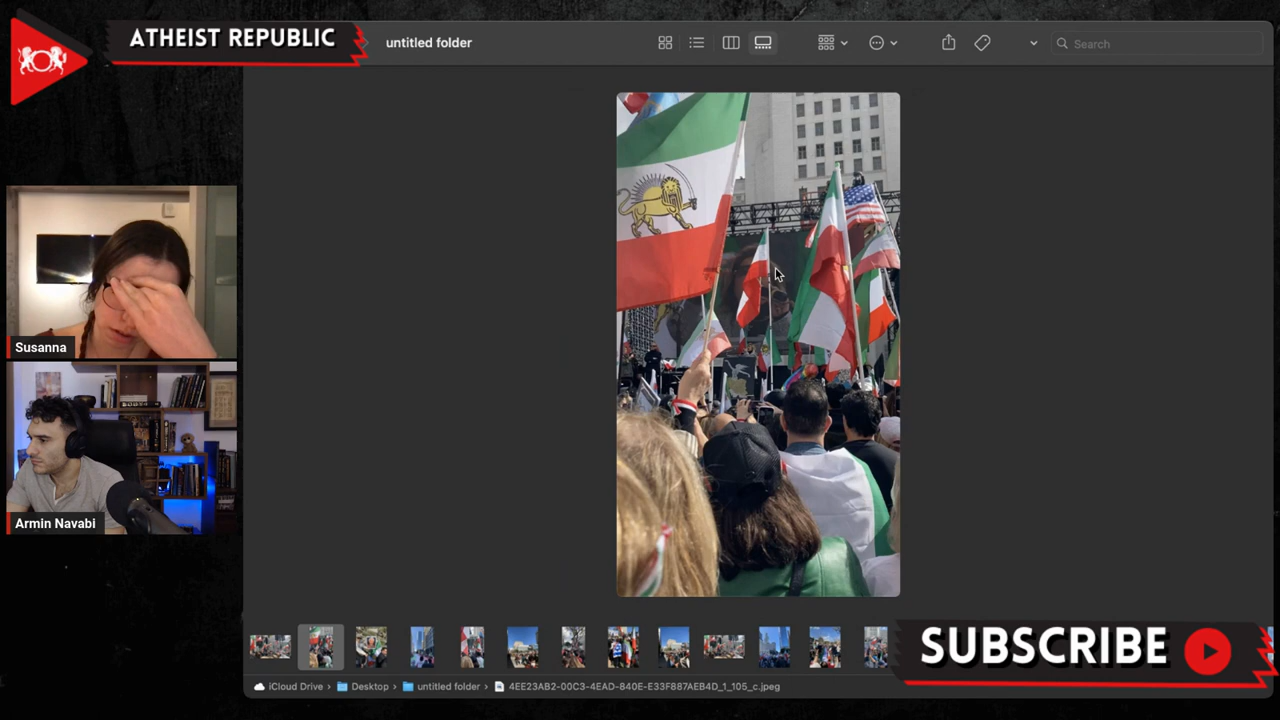 ATHEIST REPUBLIC
untitled folder
Search
Susanna
Armin Navabi
SUBSCRIBE
iCloud Drive › Desktop › untitled folder › 4EE23AB2-00C3-4EAD-840E-E33F887AEB4D_1_105_c.jpeg